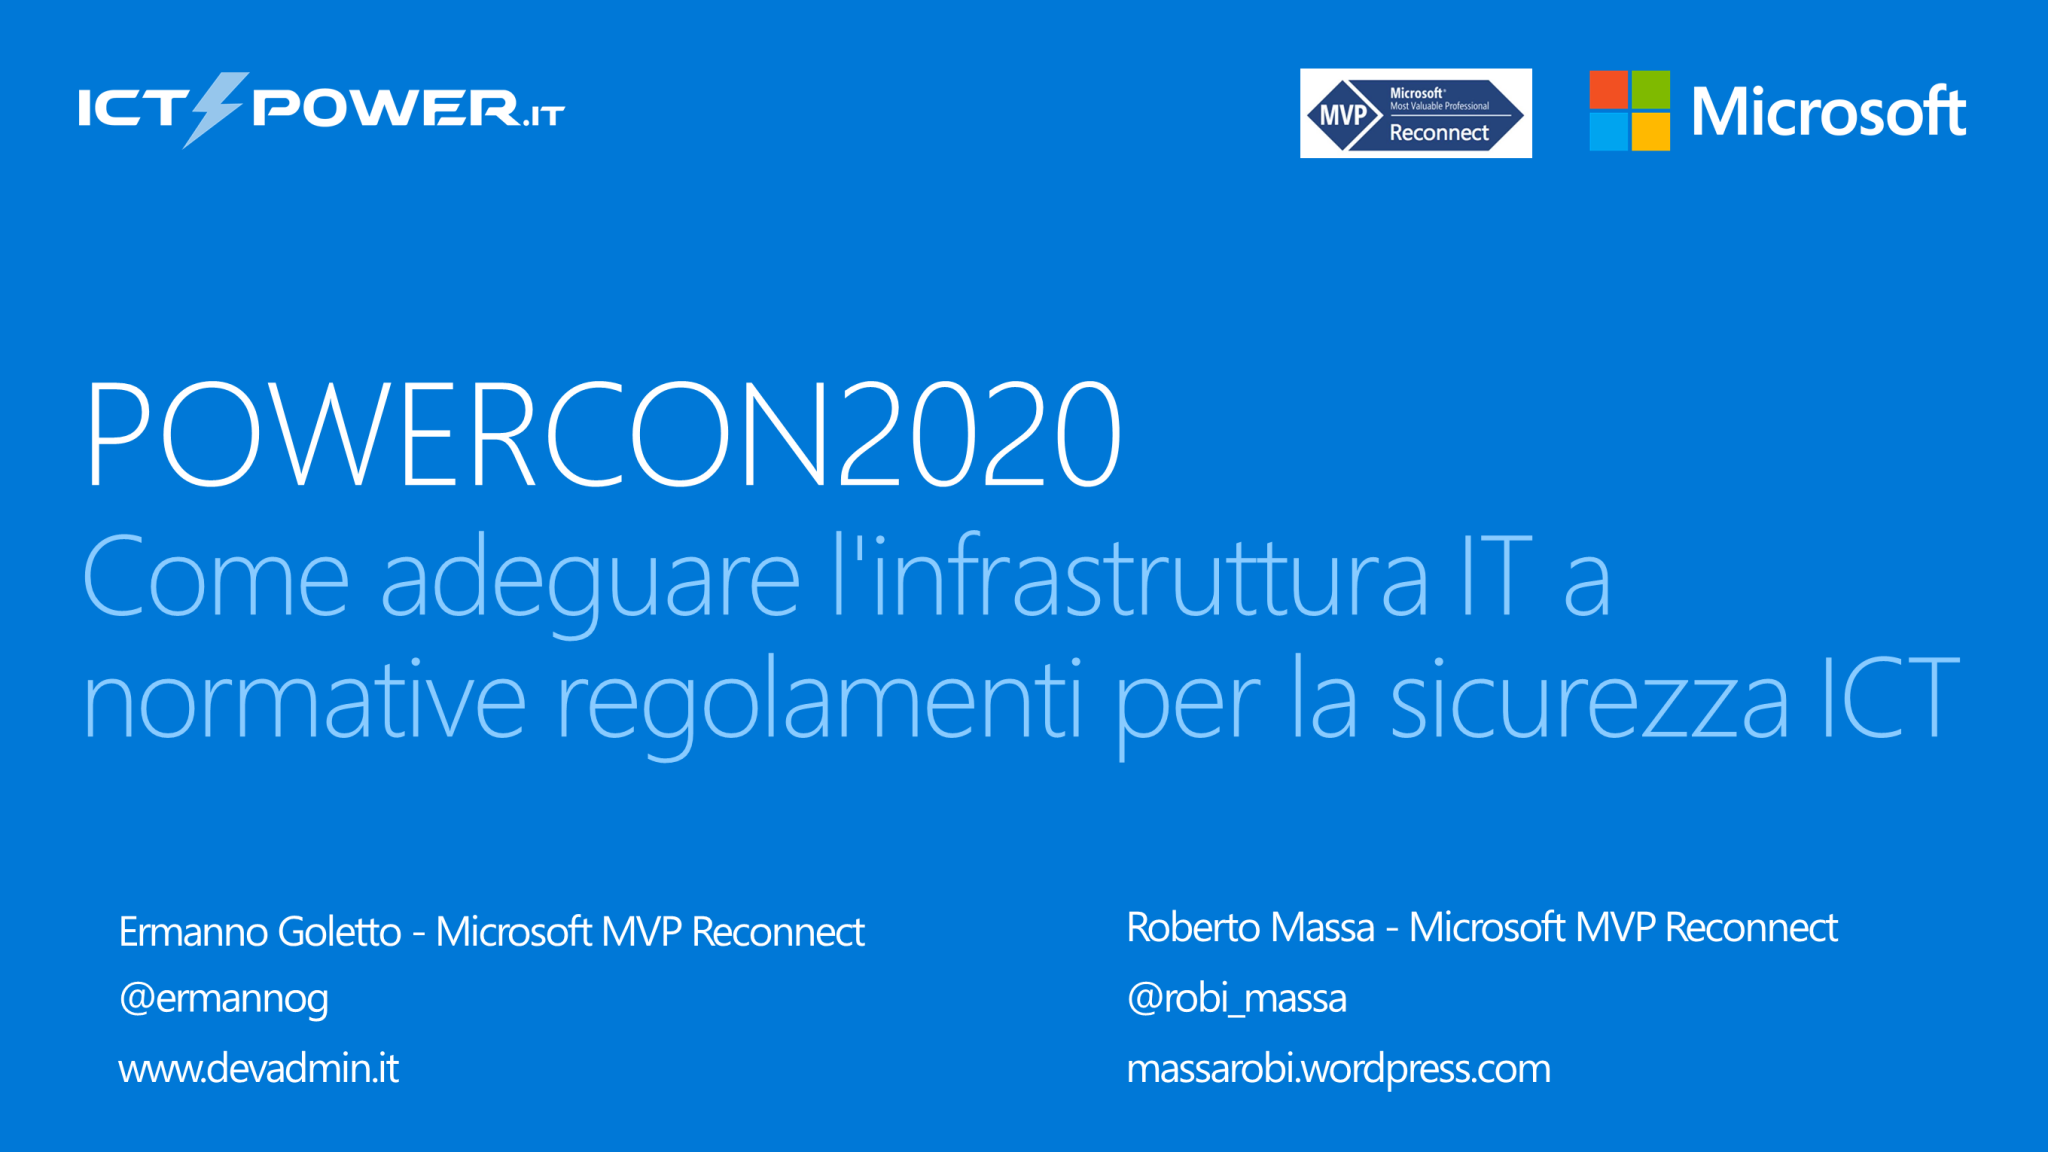 ICT POWER.IT
MVP
Microsoft®
Most Valuable Professional
Reconnect
Microsoft
POWERCON2020
Come adeguare l'infrastruttura IT a
normative regolamenti per la sicurezza ICT
Ermanno Goletto - Microsoft MVP Reconnect
@ermannog
www.devadmin.it
Roberto Massa - Microsoft MVP Reconnect
@robi_massa
massarobi.wordpress.com